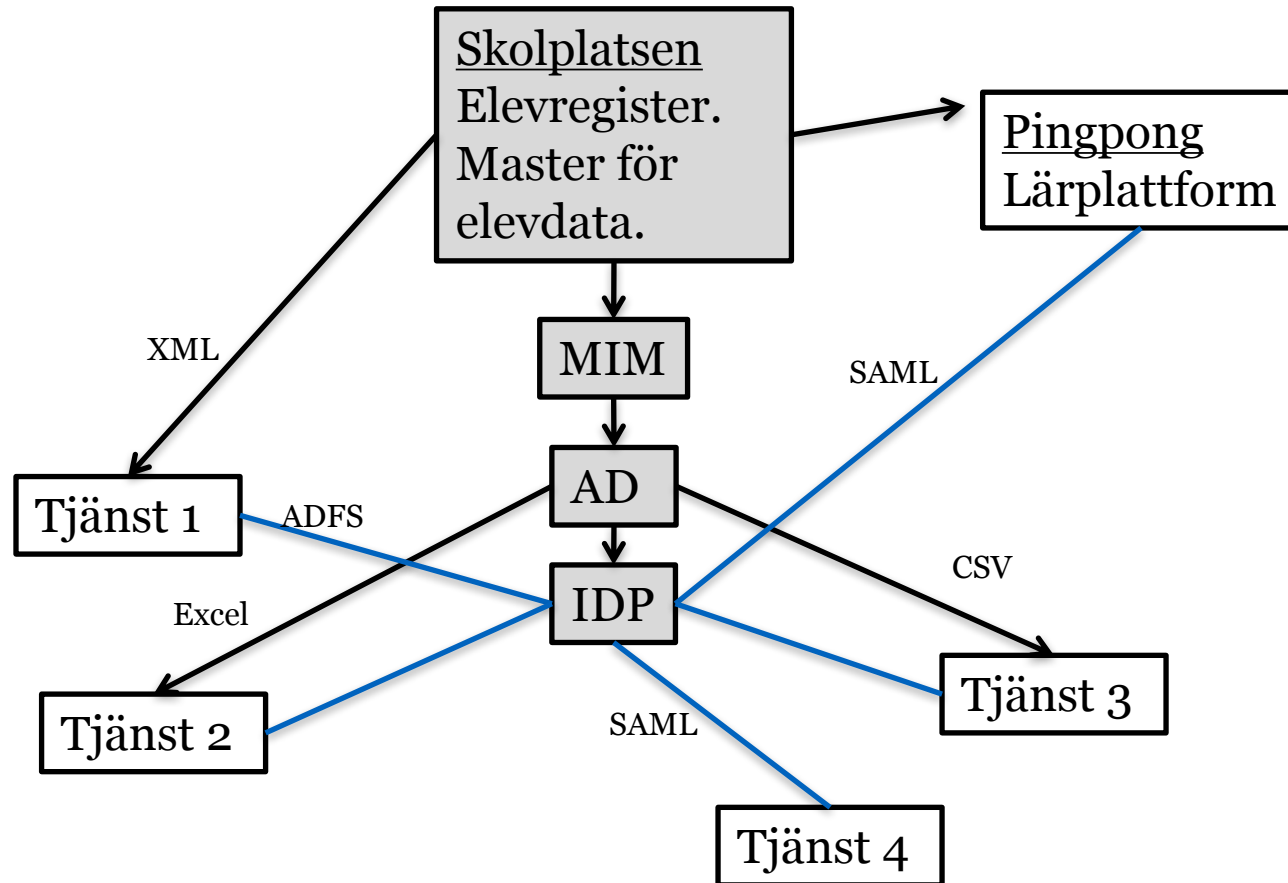 Skolplatsen
Elevregister.
Master för
elevdata.
Pingpong
Lärplattform
XML
MIM
SAML
Tjänst 1
ADFS
AD
CSV
Excel
IDP
Tjänst 2
SAML
Tjänst 3
Tjänst 4